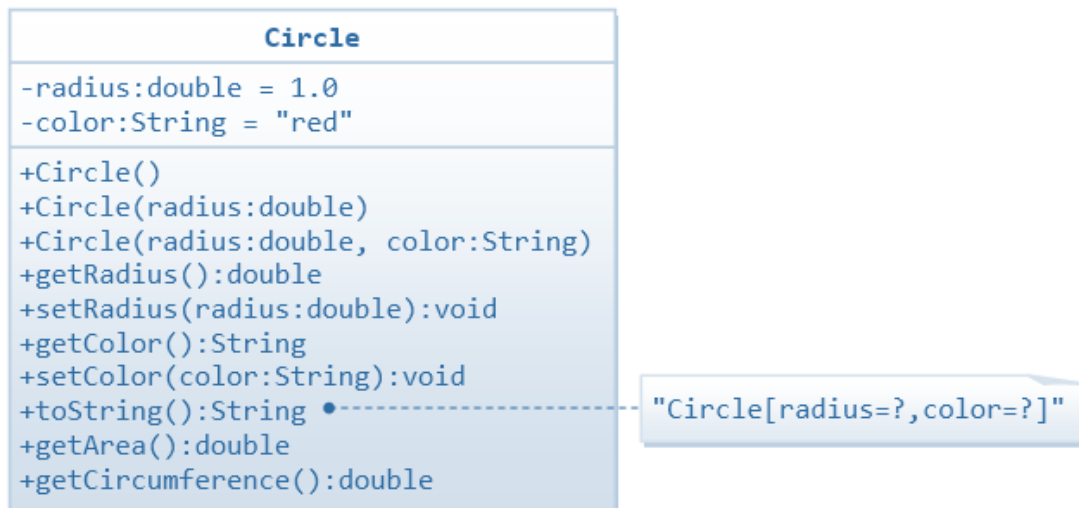 Circle
-radius:double = 1.0
-color:String = "red"
+Circle()
+Circle(radius:double)
+Circle(radius:double, color:String)
+getRadius():double
+setRadius(radius:double):void
+getColor():String
+setColor(color:String):void
+toString():String
"Circle[radius=?,color=?]"
+getArea():double
+getCircumference():double